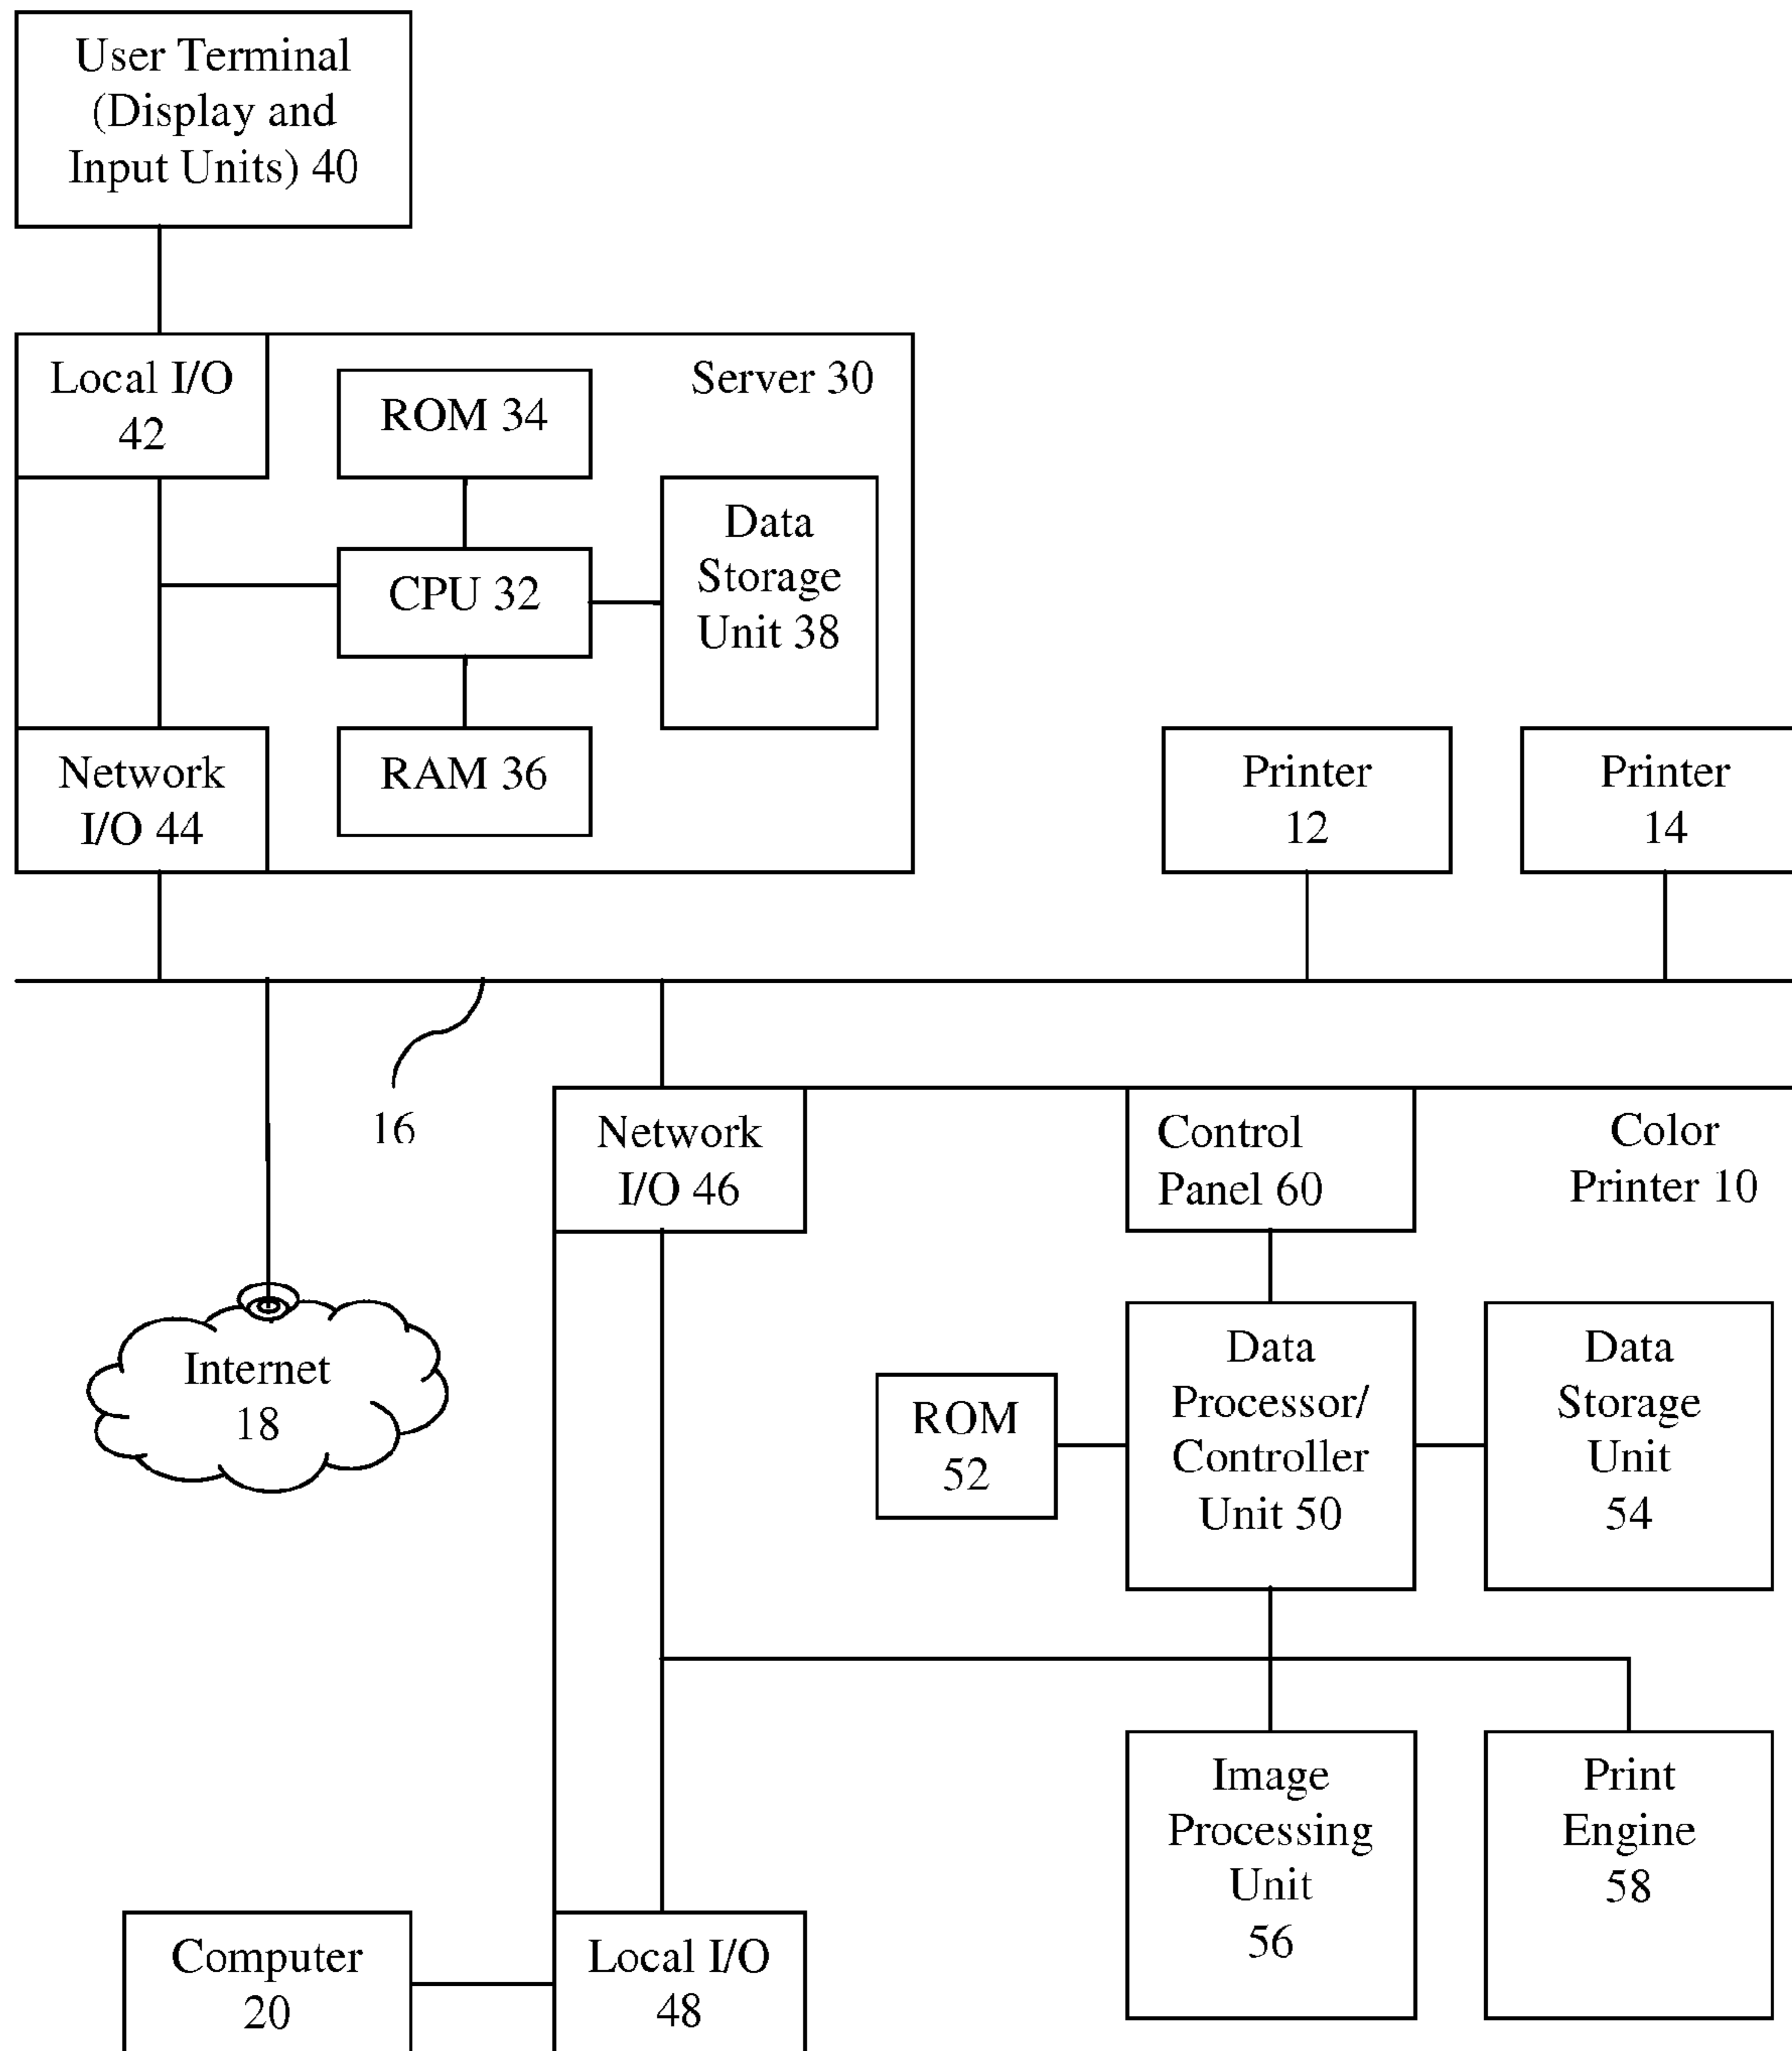 User Terminal
(Display and
Input Units) 40
Local I/O
42
ROM 34
Server 30
CPU 32
Data
Storage
Unit 38
Network
I/O 44
RAM 36
Printer
12
Printer
14
16
Network
I/O 46
Control
Panel 60
Color
Printer 10
Internet
18
ROM
52
Data
Processor/
Controller
Unit 50
Data
Storage
Unit
54
Image
Processing
Unit
56
Print
Engine
58
Computer
20
Local I/O
48